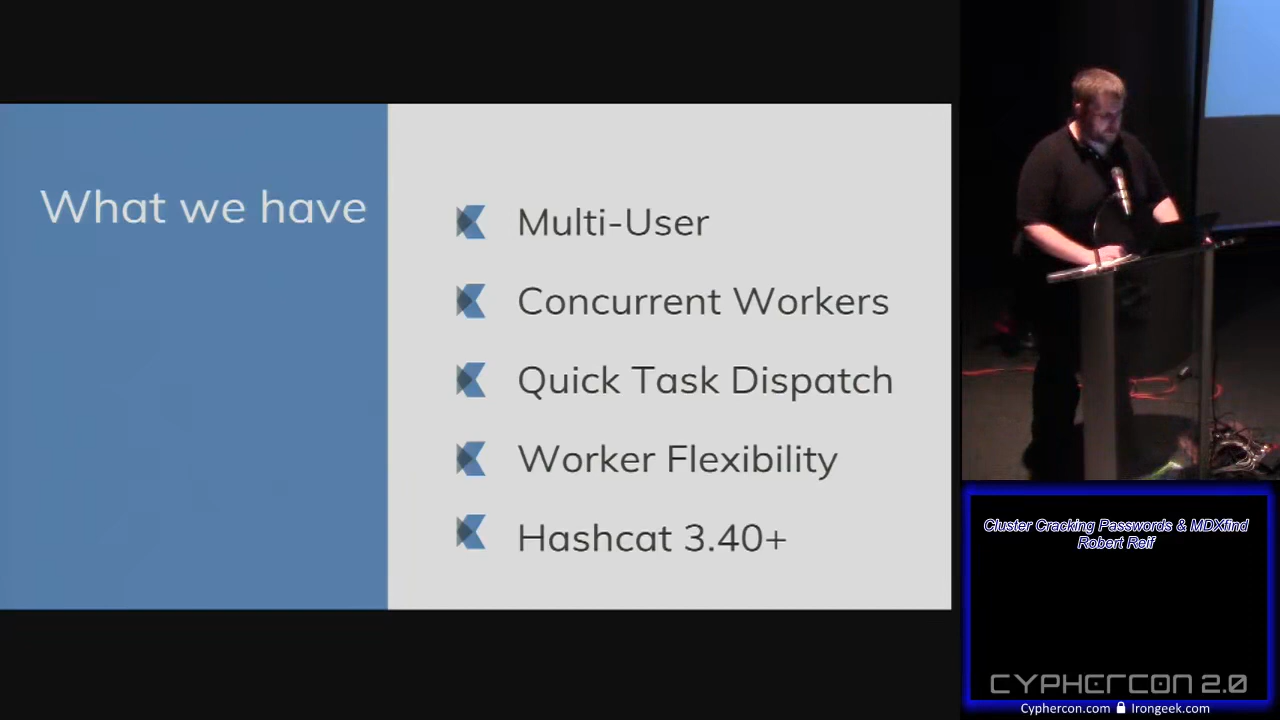 What we have
Multi-User
Concurrent Workers
Quick Task Dispatch
Worker Flexibility
Hashcat 3.40+
Cluster Cracking Passwords & MDXfind
Robert Reif
CYPHERCON 2.0
Cyphercon.com Irongeek.com